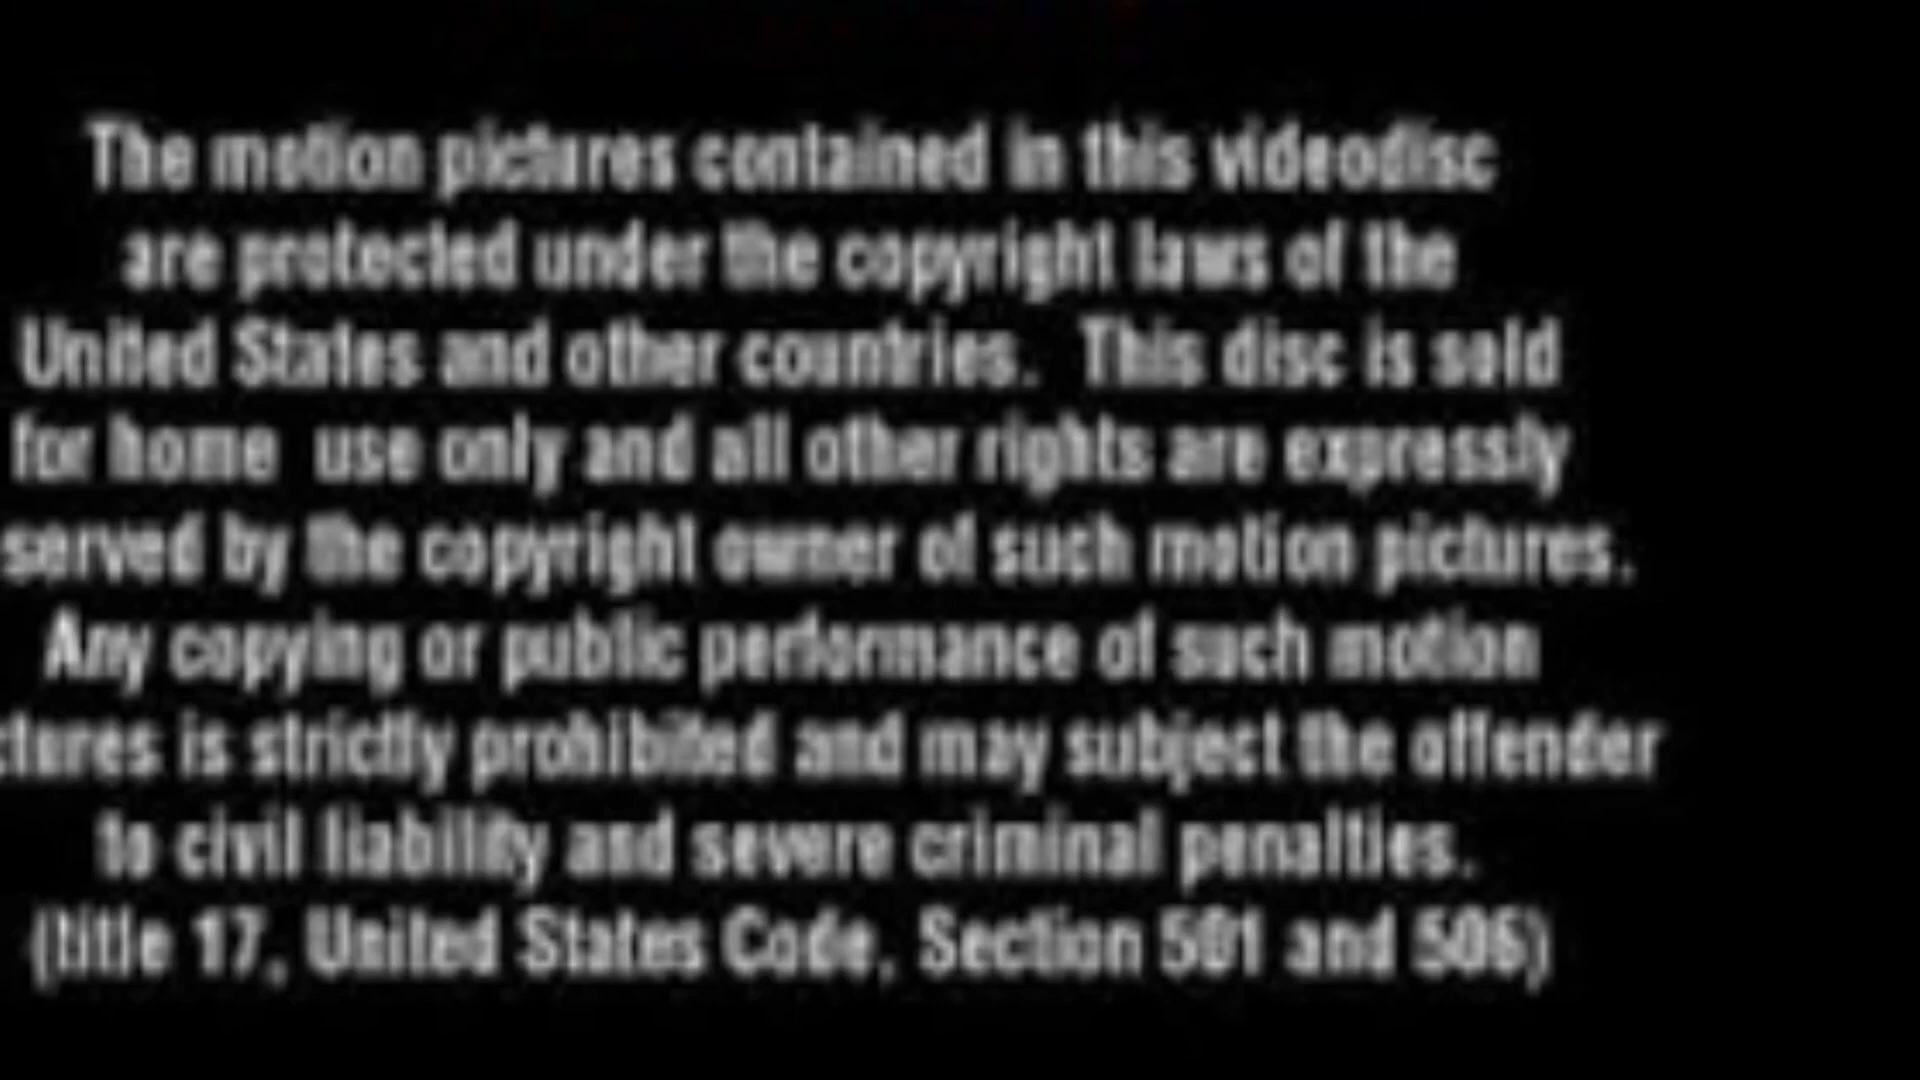 The motion pictures contained in this videodisc
are protected under the copyright laws of the
United States and other countries. This disc is sold
for home use only and all other rights are expressly
served by the copyright owner of such motion pictures.
Any copying or public performance of such motion
ctures is strictly prohibited and may subject the offender
to civil liability and severe criminal penalties.
(title 17, United States Code, Section 501 and 506)